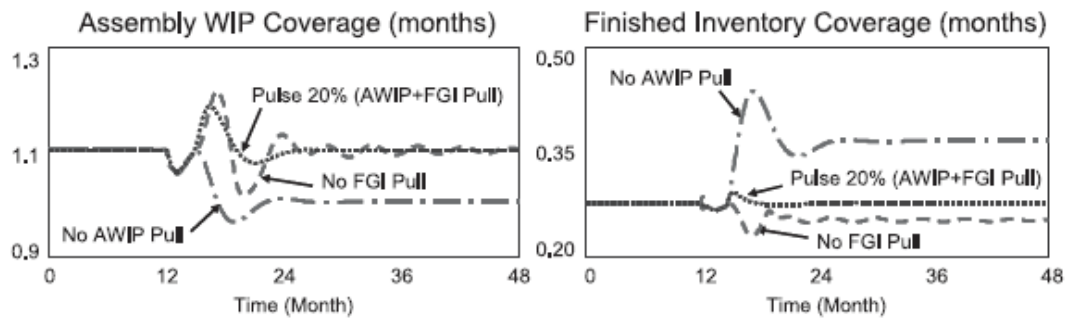 Assembly WIP Coverage (months)
1.3
1.1
0.9
Pulse 20% (AWIP+FGI Pull)
No FGI Pull
No AWIP Pull
0
12
24
36
48
Time (Month)
Finished Inventory Coverage (months)
0.50
0.35
0.20
No AWIP Pull
Pulse 20% (AWIP+FGI Pull)
No FGI Pull
0
12
24
36
48
Time (Month)